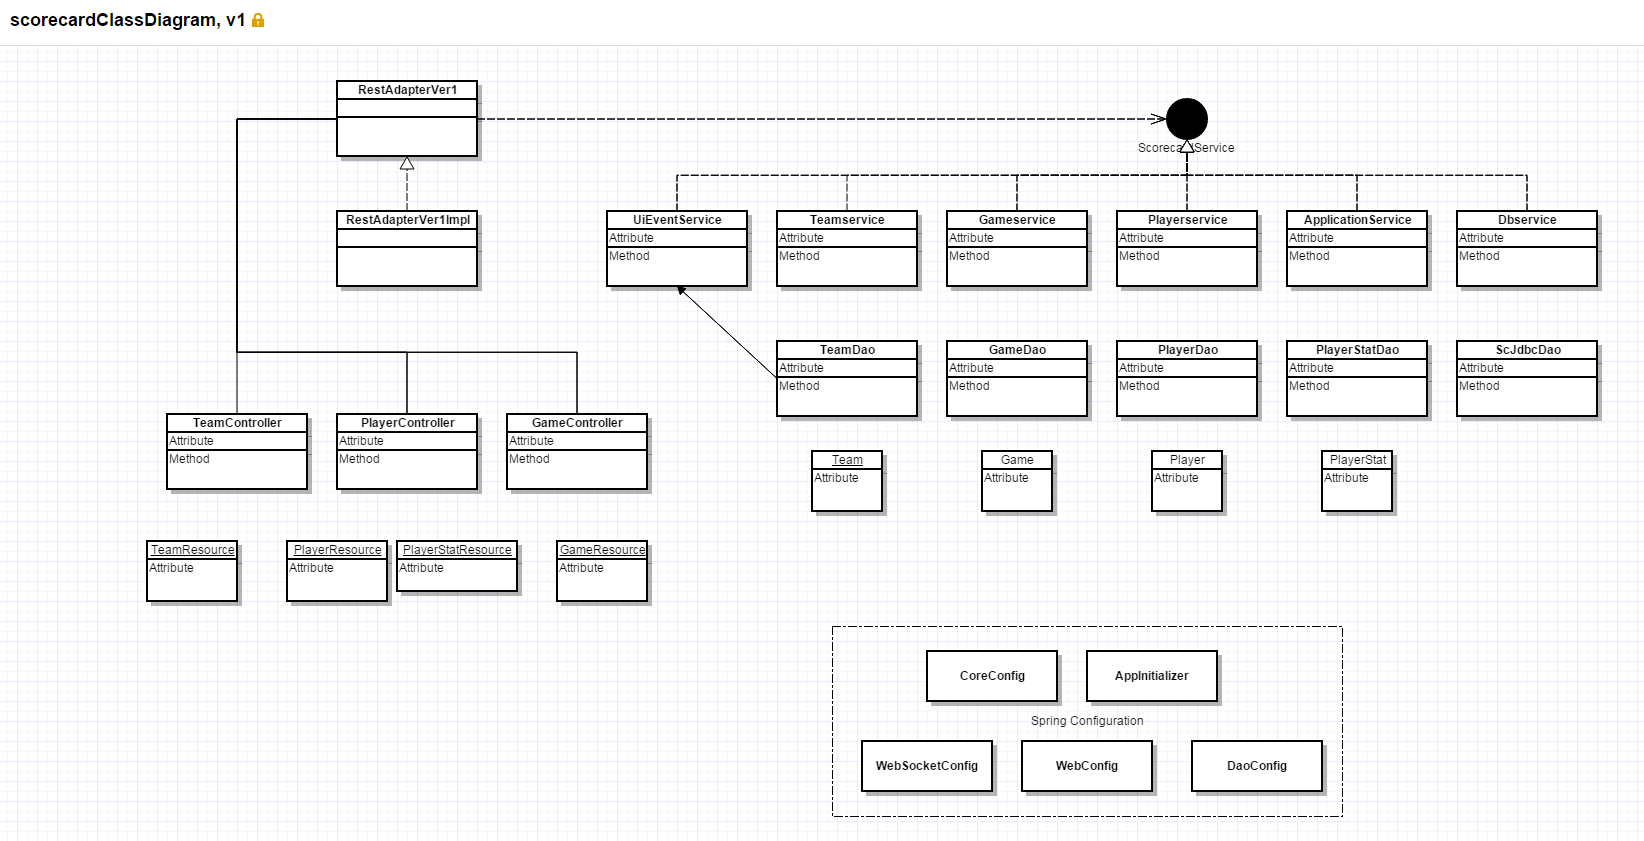 scorecardClassDiagram, v1
RestAdapterVer1
ScorecardService
RestAdapterVer1Impl
UiEventService
Attribute
Method
Teamservice
Attribute
Method
Gameservice
Attribute
Method
Playerservice
Attribute
Method
ApplicationService
Attribute
Method
Dbservice
Attribute
Method
TeamDao
Attribute
Method
GameDao
Attribute
Method
PlayerDao
Attribute
Method
PlayerStatDao
Attribute
Method
ScJdbcDao
Attribute
Method
TeamController
Attribute
Method
PlayerController
Attribute
Method
GameController
Attribute
Method
Team
Attribute
Game
Attribute
Player
Attribute
PlayerStat
Attribute
TeamResource
Attribute
PlayerResource
Attribute
PlayerStatResource
Attribute
GameResource
Attribute
CoreConfig
AppInitializer
Spring Configuration
WebSocketConfig
WebConfig
DaoConfig